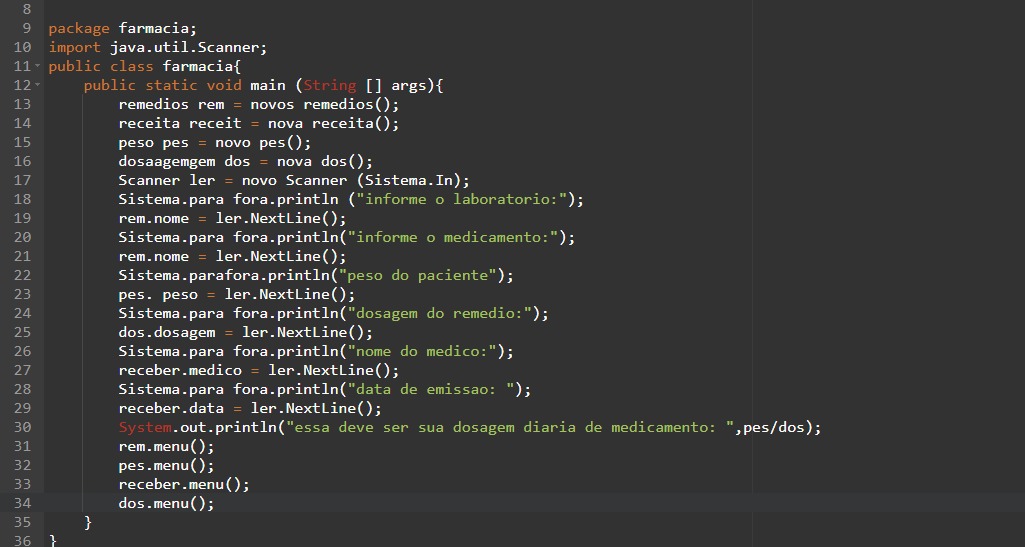 8
9 package farmacia;
10 import java.util.Scanner;
11 public class farmacia{
12 public static void main (String [] args){
13 remedios rem = novos remedios();
14 receita receit = nova receita();
15 peso pes = novo pes();
16 dosaagemgem dos = nova dos();
17 Scanner ler = novo Scanner (Sistema.In);
18 Sistema.para fora.println ("informe o laboratorio:");
19 rem.nome = ler.NextLine();
20 Sistema.para fora.println("informe o medicamento:");
21 rem.nome = ler.NextLine();
22 Sistema.parafora.println("peso do paciente");
23 pes. peso = ler.NextLine();
24 Sistema.para fora.println("dosagem do remedio:");
25 dos.dosagem = ler.NextLine();
26 Sistema.para fora.println("nome do medico:");
27 receber.medico = ler.NextLine();
28 Sistema.para fora.println("data de emissao: ");
29 receber.data = ler.NextLine();
30 System.out.println("essa deve ser sua dosagem diaria de medicamento: ",pes/dos);
31 rem.menu();
32 pes.menu();
33 receber.menu();
34 dos.menu();
35 }
36 }